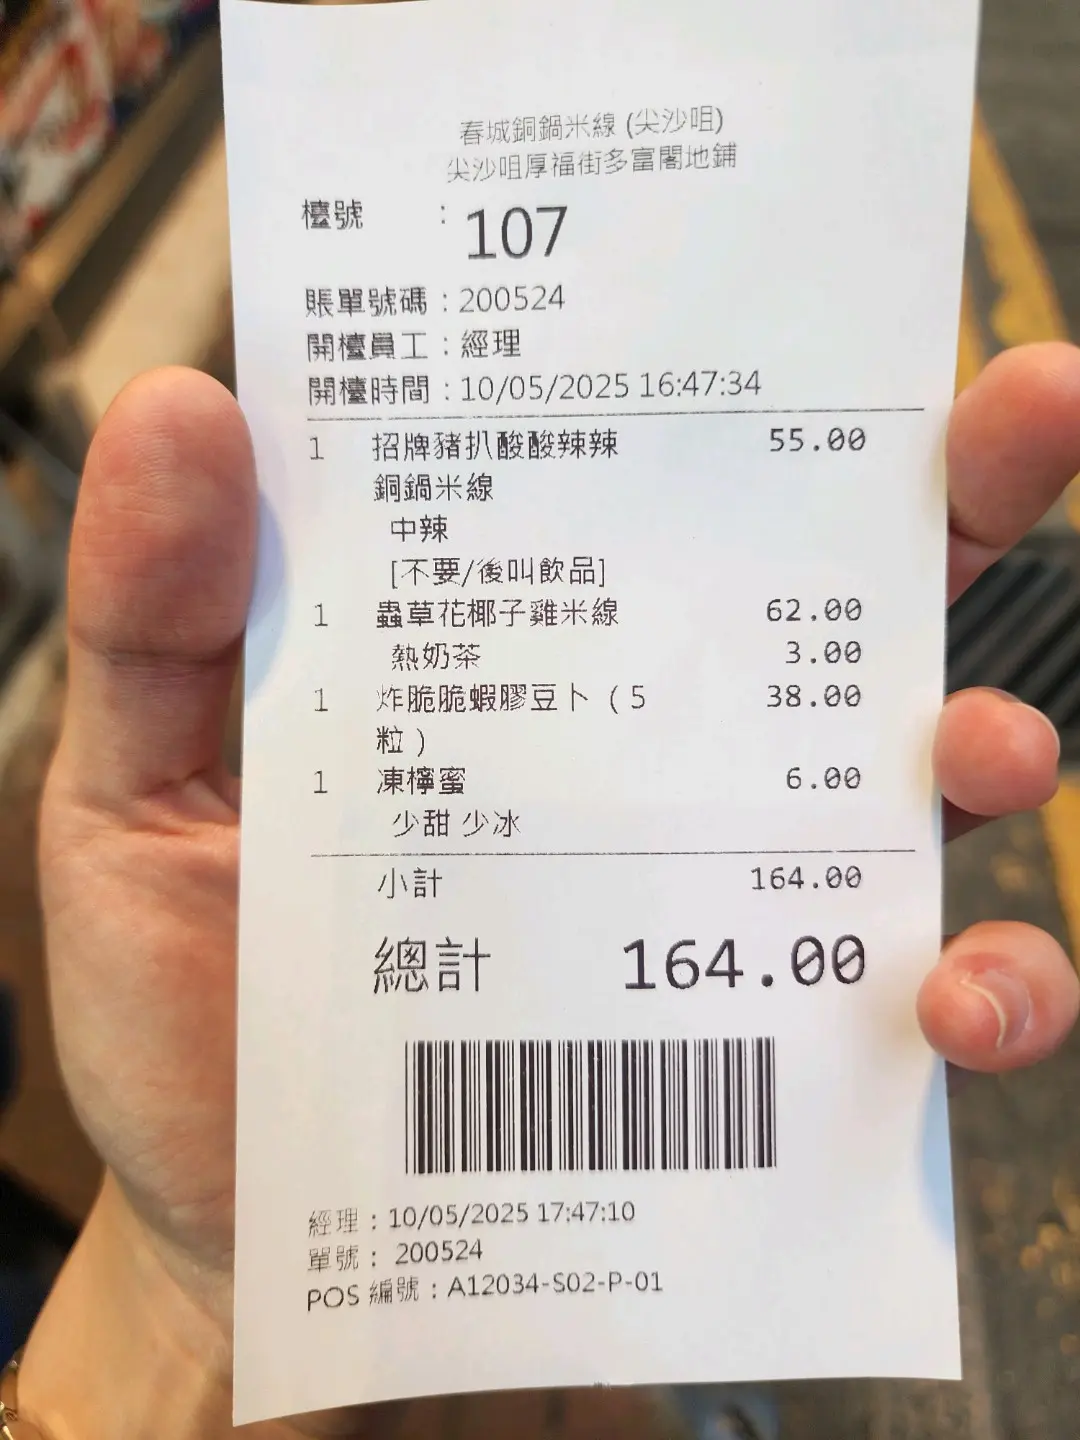 春城銅鍋米線 (尖沙咀)
尖沙咀厚福街多富閣地鋪
檯號 : 107
賬單號碼 : 200524
開檯員工 : 經理
開檯時間 : 10/05/2025 16:47:34
1 招牌豬扒酸酸辣辣 55.00
銅鍋米線
中辣
[不要/後叫飲品]
1 蟲草花椰子雞米線 62.00
熱奶茶 3.00
1 炸脆脆蝦膠豆卜 ( 5 38.00
粒 )
1 凍檸蜜 6.00
少甜 少冰
小計 164.00
總計 164.00
經理 : 10/05/2025 17:47:10
單號 : 200524
POS 編號 : A12034-S02-P-01